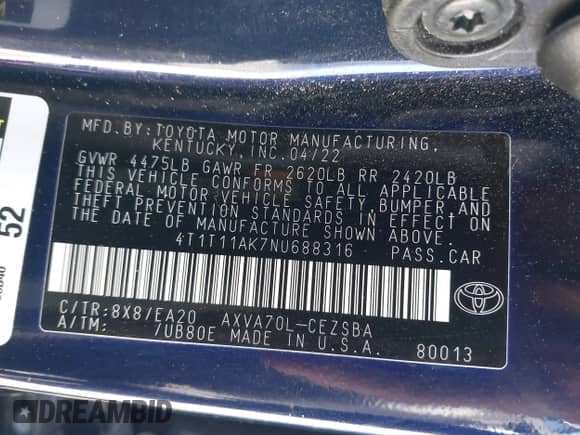 MFD.BY:TOYOTA MOTOR MANUFACTURING,
KENTUCKY, INC.04/22
GVWR 4475LB GAWR FR 2620LB RR 2420LB
THIS VEHICLE CONFORMS TO ALL APPLICABLE
FEDERAL MOTOR VEHICLE SAFETY, BUMPER AND
THEFT PREVENTION STANDARDS IN EFFECT ON
THE DATE OF MANUFACTURE SHOWN ABOVE.
4T1T11AK7NU688316 PASS.CAR
C/TR:8X8/EA20 AXVA70L-CEZSBA
A/TM: /UB80E MADE IN U.S.A. 80013
52
DREAMBID